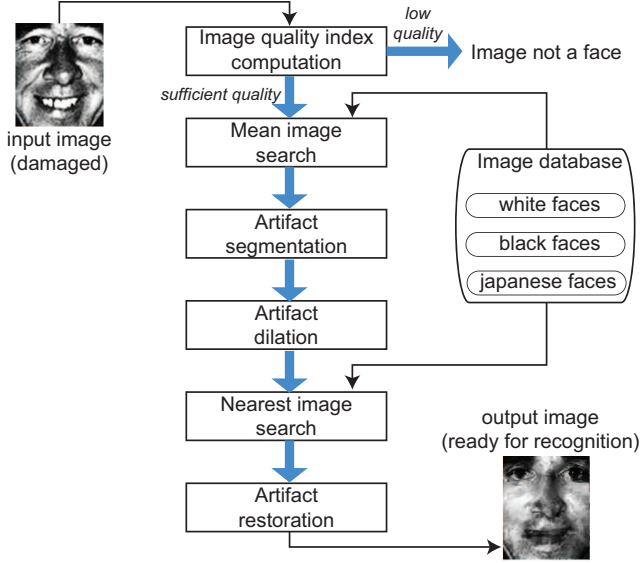 Image quality index
computation
low
quality
Image not a face
input image
(damaged)
sufficient quality
Mean image
search
Image database
white faces
black faces
japanese faces
Artifact
segmentation
Artifact
dilation
Nearest image
search
output image
(ready for recognition)
Artifact
restoration